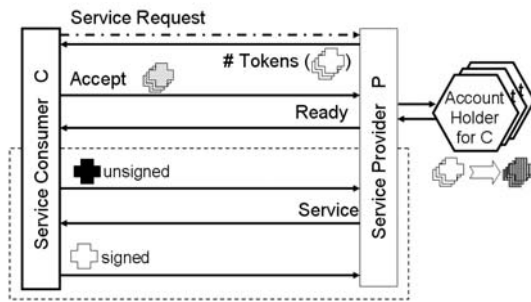 Service Request
# Tokens ( )
Accept
Ready
unsigned
Service
signed
Service Consumer C
Service Provider P
Account
Holder
for C
t
t